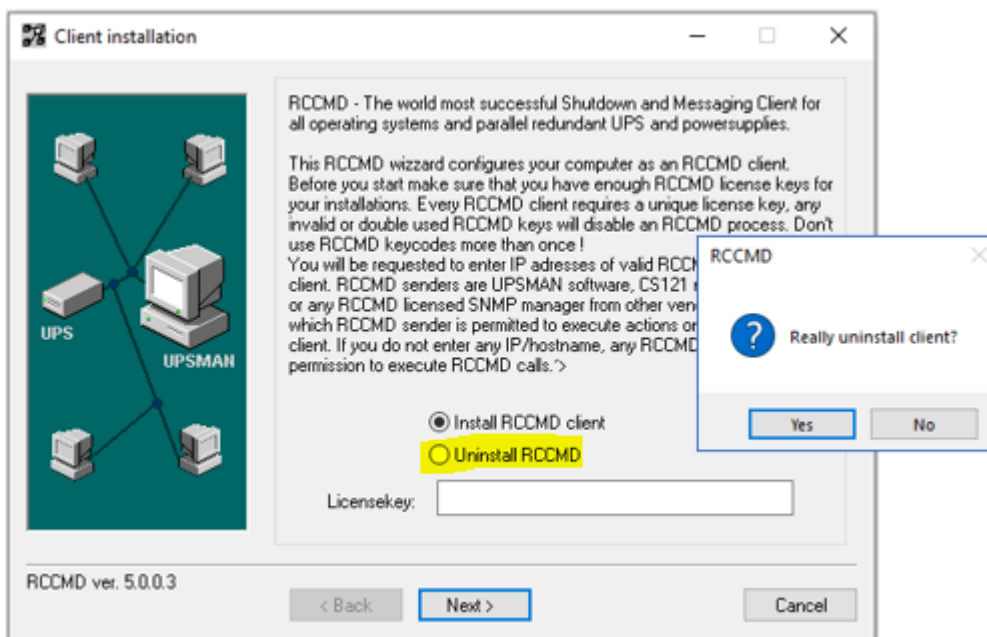 Client installation
RCCMD - The world most successful Shutdown and Messaging Client for
all operating systems and parallel redundant UPS and powersupplies.
This RCCMD wizzard configures your computer as an RCCMD client.
Before you start make sure that you have enough RCCMD license keys for
your installations. Every RCCMD client requires a unique license key, any
invalid or double used RCCMD keys will disable an RCCMD process. Don't
use RCCMD keycodes more than once !
You will be requested to enter IP adresses of valid
client. RCCMD senders are UPSMAN software, CS121
or any RCCMD licensed SNMP manager from other
which RCCMD sender is permitted to execute actions
client. If you do not enter any IP/hostname, any RCCMD
permission to execute RCCMD calls.'>
UPS
UPSMAN
Install RCCMD client
Uninstall RCCMD
Licensekey:
RCCMD ver. 5.0.0.3
< Back
Next >
Cancel
RCCMD
Really uninstall client?
Yes
No